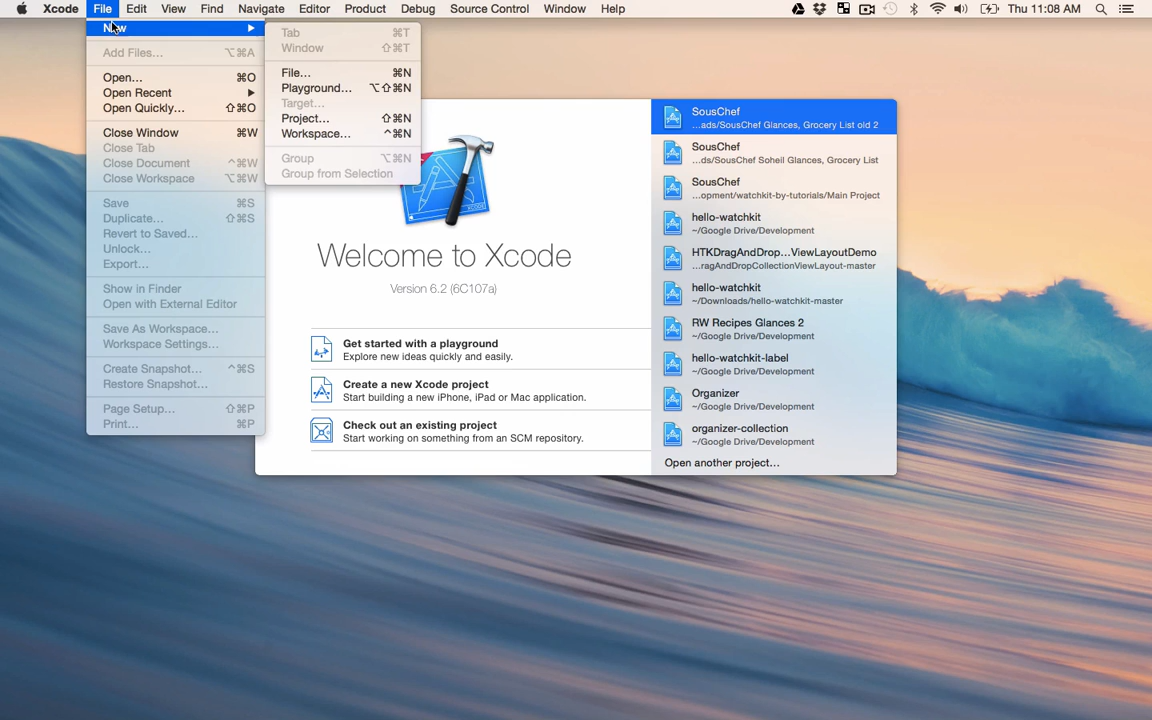 Xcode File Edit View Find Navigate Editor Product Debug Source Control Window Help Thu 11:08 AM
New
Add Files... ⌥⌘A
Open... ⌘O
Open Recent
Open Quickly... ⇧⌘O
Close Window ⌘W
Close Tab
Close Document ^⌘W
Close Workspace ⌥⌘W
Save ⌘S
Duplicate... ⇧⌘S
Revert to Saved...
Unlock...
Export...
Show in Finder
Open with External Editor
Save As Workspace...
Workspace Settings...
Create Snapshot... ^⌘S
Restore Snapshot...
Page Setup... ⇧⌘P
Print... ⌘P
Tab ⌘T
Window ⇧⌘T
File... ⌘N
Playground... ⌥⇧⌘N
Target...
Project... ⇧⌘N
Workspace... ^⌘N
Group ⌥⌘N
Group from Selection
Welcome to Xcode
Version 6.2 (6C107a)
Get started with a playground
Explore new ideas quickly and easily.
Create a new Xcode project
Start building a new iPhone, iPad or Mac application.
Check out an existing project
Start working on something from an SCM repository.
SousChef
...ads/SousChef Glances, Grocery List old 2
SousChef
...ds/SousChef Soheil Glances, Grocery List
SousChef
...opment/watchkit-by-tutorials/Main Project
hello-watchkit
~/Google Drive/Development
HTKDragAndDrop...ViewLayoutDemo
...ragAndDropCollectionViewLayout-master
hello-watchkit
~/Downloads/hello-watchkit-master
RW Recipes Glances 2
~/Google Drive/Development
hello-watchkit-label
~/Google Drive/Development
Organizer
~/Google Drive/Development
organizer-collection
~/Google Drive/Development
Open another project...